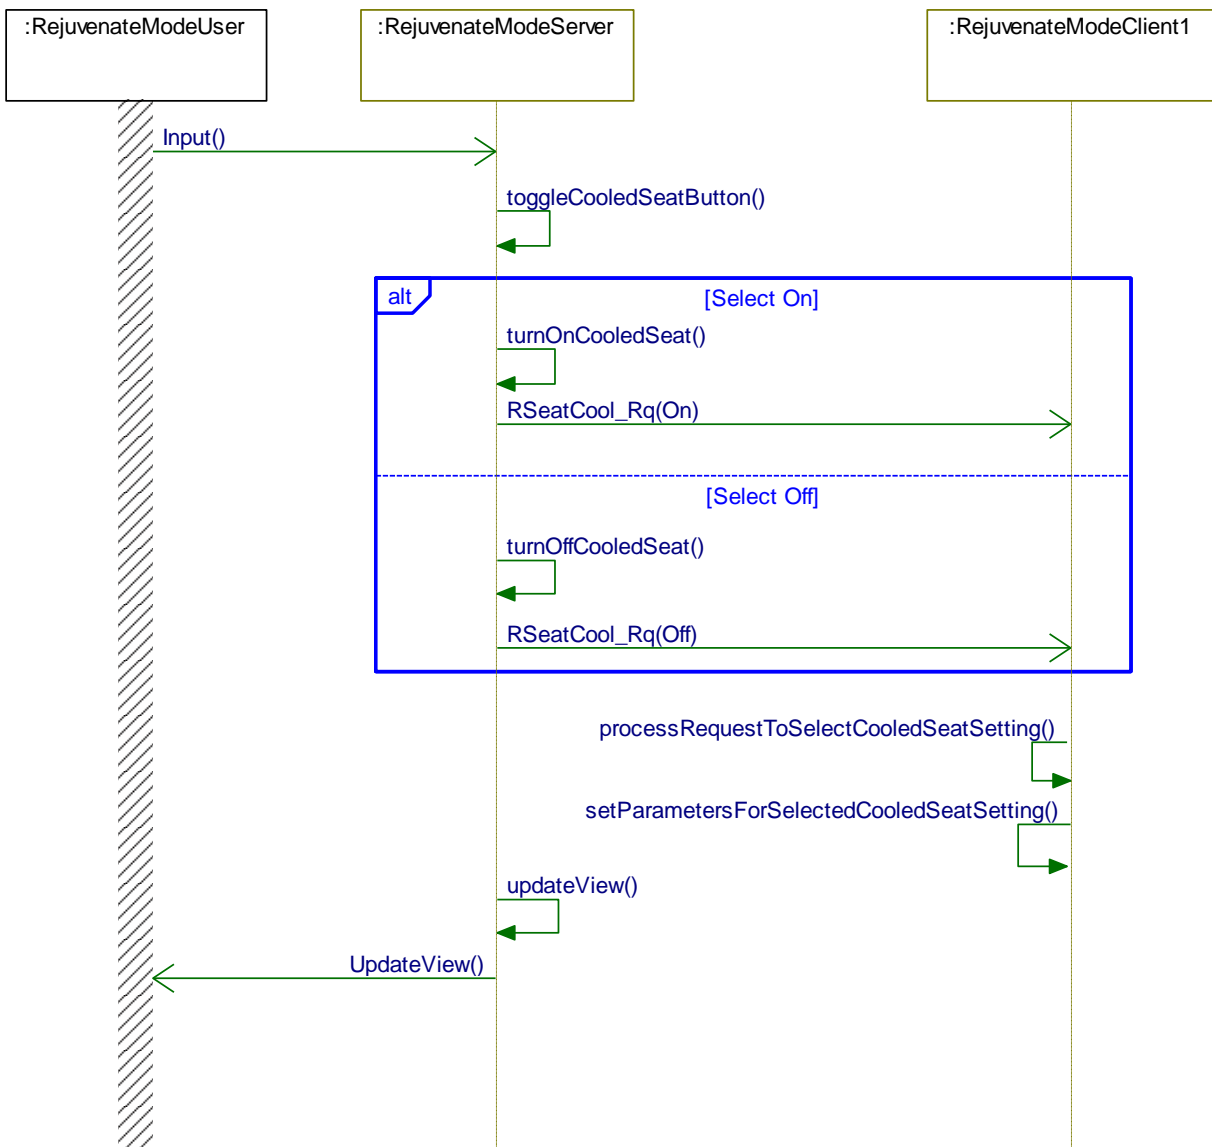 :RejuvenateModeUser
:RejuvenateModeServer
:RejuvenateModeClient1
Input()
toggleCooledSeatButton()
alt
[Select On]
turnOnCooledSeat()
RSeatCool_Rq(On)
[Select Off]
turnOffCooledSeat()
RSeatCool_Rq(Off)
processRequestToSelectCooledSeatSetting()
setParametersForSelectedCooledSeatSetting()
updateView()
UpdateView()